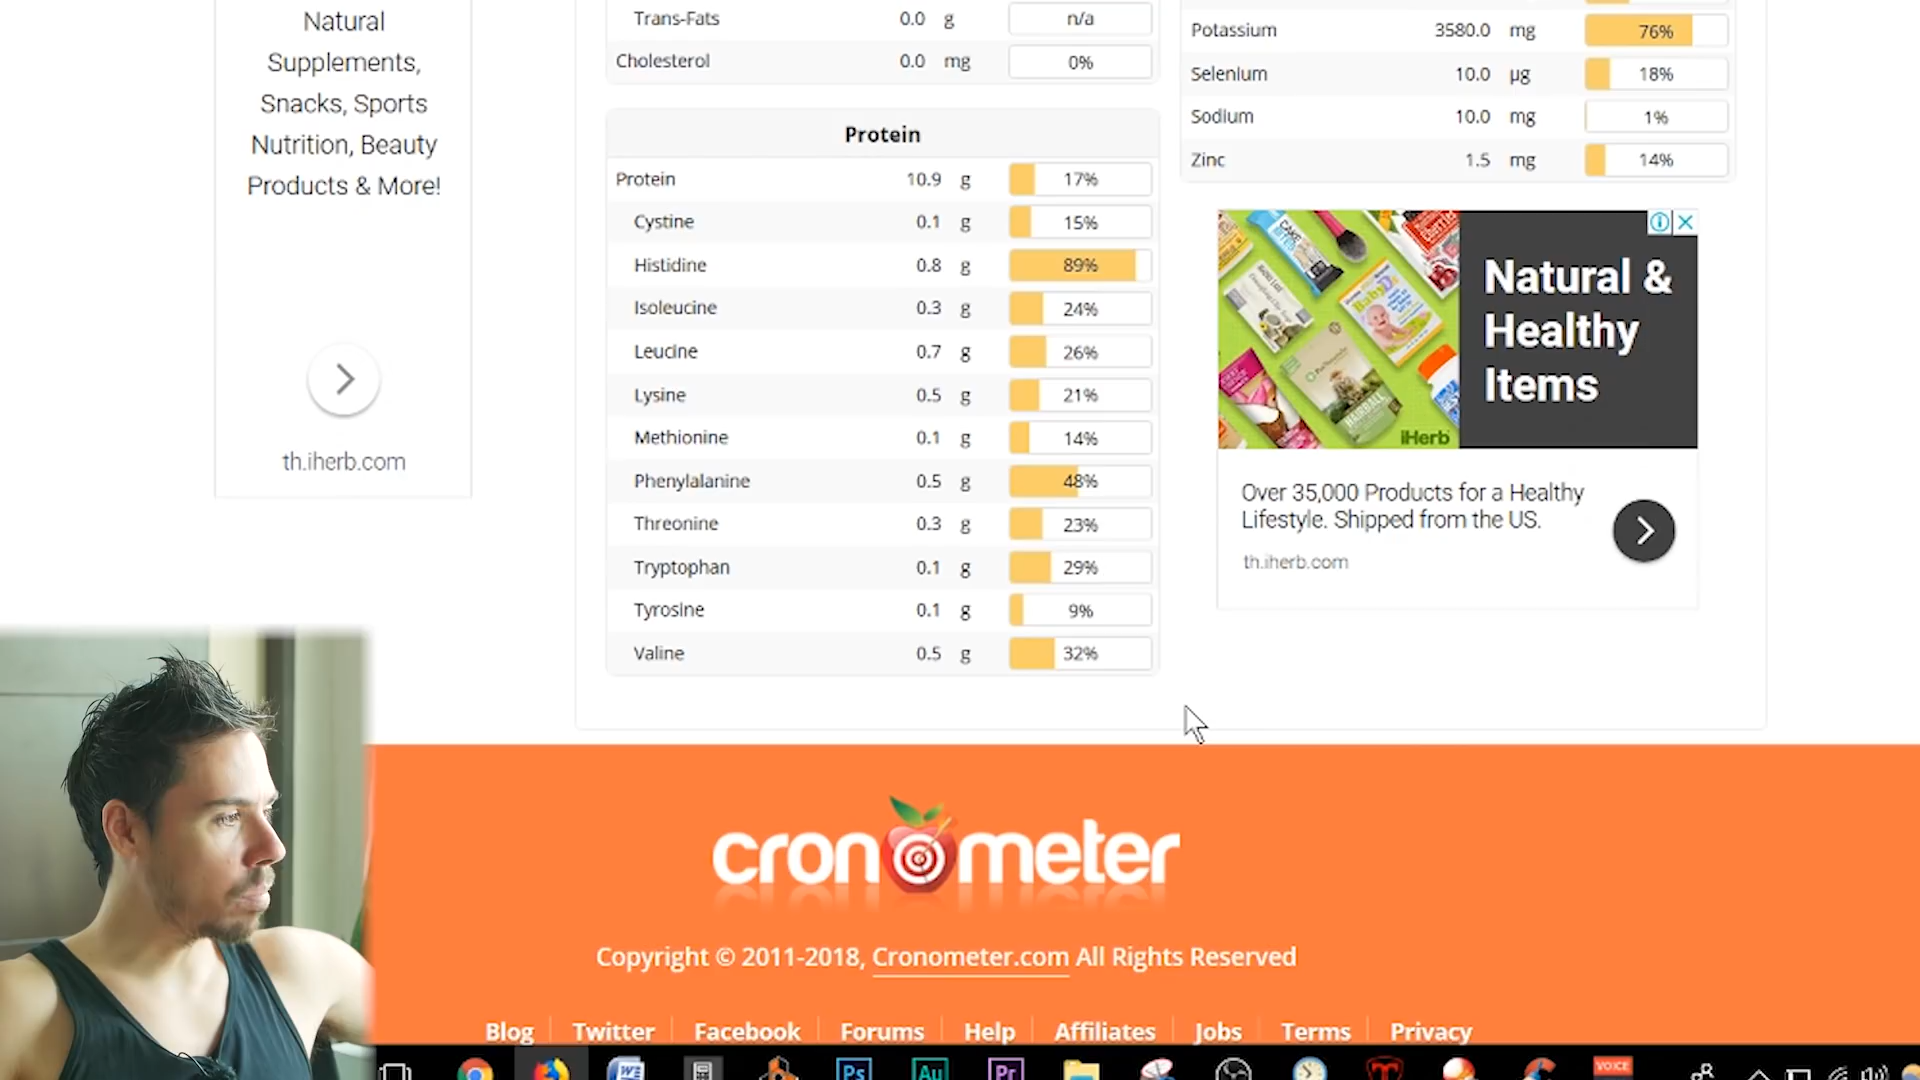 Natural
Supplements,
Snacks, Sports
Nutrition, Beauty
Products & More!
th.iherb.com
Trans-Fats 0.0 g n/a
Cholesterol 0.0 mg 0%
Protein
Protein 10.9 g 17%
Cystine 0.1 g 15%
Histidine 0.8 g 89%
Isoleucine 0.3 g 24%
Leucine 0.7 g 26%
Lysine 0.5 g 21%
Methionine 0.1 g 14%
Phenylalanine 0.5 g 48%
Threonine 0.3 g 23%
Tryptophan 0.1 g 29%
Tyrosine 0.1 g 9%
Valine 0.5 g 32%
Potassium 3580.0 mg 76%
Selenium 10.0 µg 18%
Sodium 10.0 mg 1%
Zinc 1.5 mg 14%
CAKE
BITES
iHerb
Natural &
Healthy
Items
Over 35,000 Products for a Healthy
Lifestyle. Shipped from the US.
th.iherb.com
cronometer
Copyright © 2011-2018, Cronometer.com All Rights Reserved
Blog Twitter Facebook Forums Help Affiliates Jobs Terms Privacy
Ps Au Pr VOICE